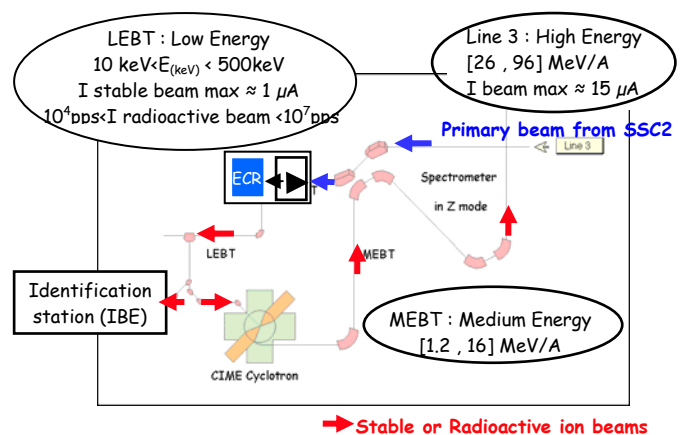 LEBT : Low Energy
10 keV<E(keV) < 500keV
I stable beam max ≈ 1 µA
10⁴pps<I radioactive beam <10⁷pps
Line 3 : High Energy
[26 , 96] MeV/A
I beam max ≈ 15 µA
Primary beam from SSC2
Line 3
ECR
T
Spectrometer
in Z mode
LEBT
MEBT
Identification
station (IBE)
MEBT : Medium Energy
[1.2 , 16] MeV/A
CIME Cyclotron
Stable or Radioactive ion beams